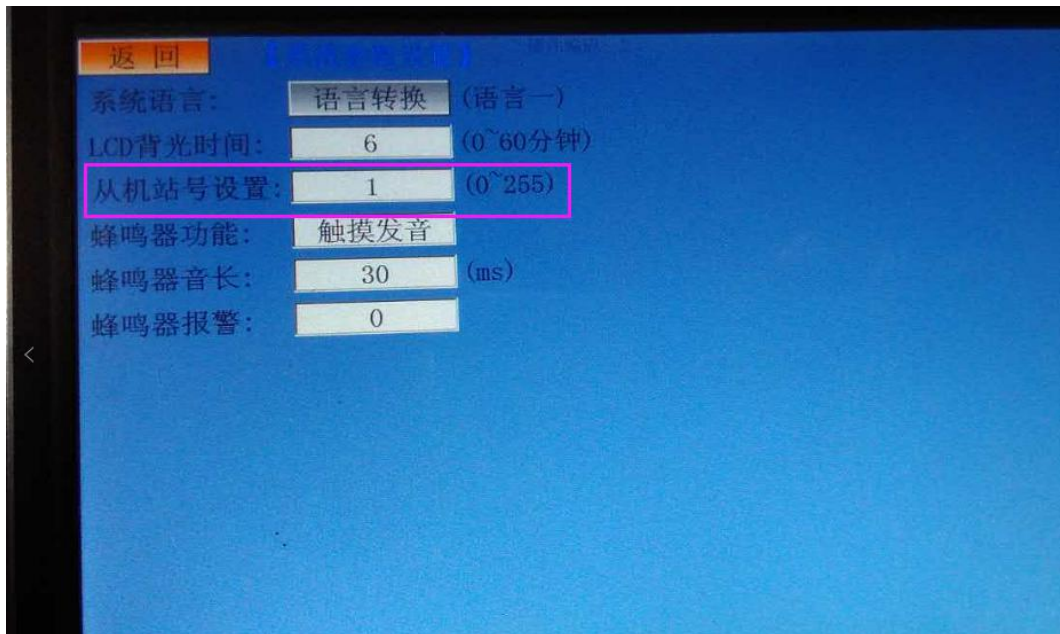 返 回
系统语言: 语言转换 (语言一)
LCD背光时间: 6 (0~60分钟)
从机站号设置: 1 (0~255)
蜂鸣器功能: 触摸发音
蜂鸣器音长: 30 (ms)
蜂鸣器报警: 0